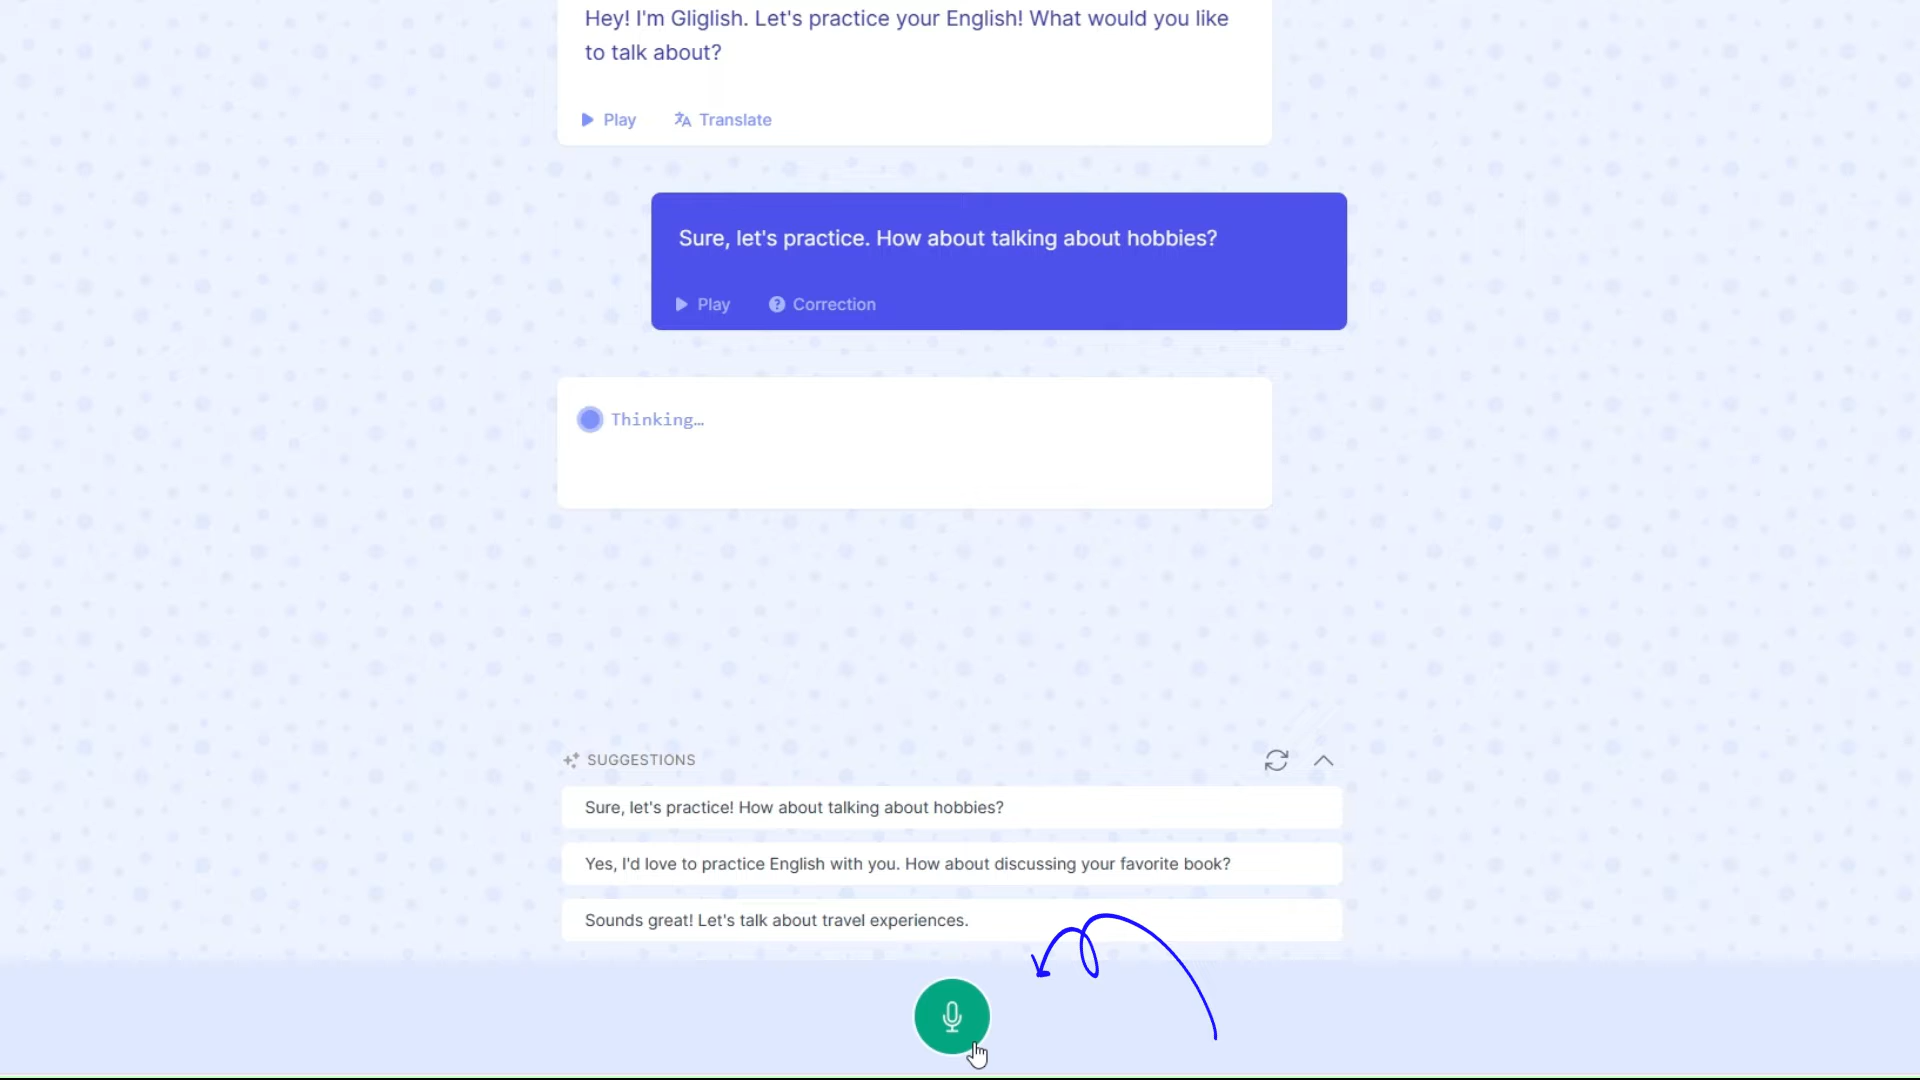 Hey! I'm Gliglish. Let's practice your English! What would you like
to talk about?
Play Translate
Sure, let's practice. How about talking about hobbies?
Play Correction
Thinking…
SUGGESTIONS
Sure, let's practice! How about talking about hobbies?
Yes, I'd love to practice English with you. How about discussing your favorite book?
Sounds great! Let's talk about travel experiences.